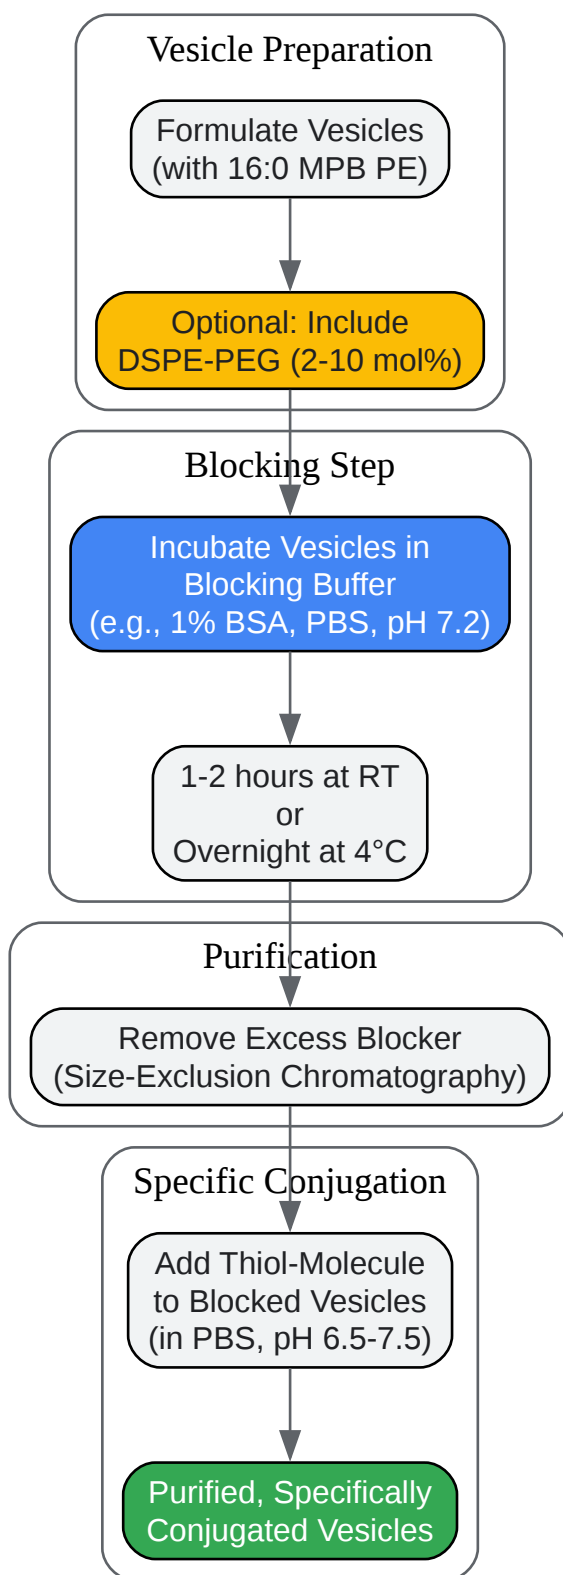 Vesicle Preparation
Formulate Vesicles
(with 16:0 MPB PE)
Optional: Include
DSPE-PEG (2-10 mol%)
Blocking Step
Incubate Vesicles in
Blocking Buffer
(e.g., 1% BSA, PBS, pH 7.2)
1-2 hours at RT
or
Overnight at 4°C
Purification
Remove Excess Blocker
(Size-Exclusion Chromatography)
Specific Conjugation
Add Thiol-Molecule
to Blocked Vesicles
(in PBS, pH 6.5-7.5)
Purified, Specifically
Conjugated Vesicles